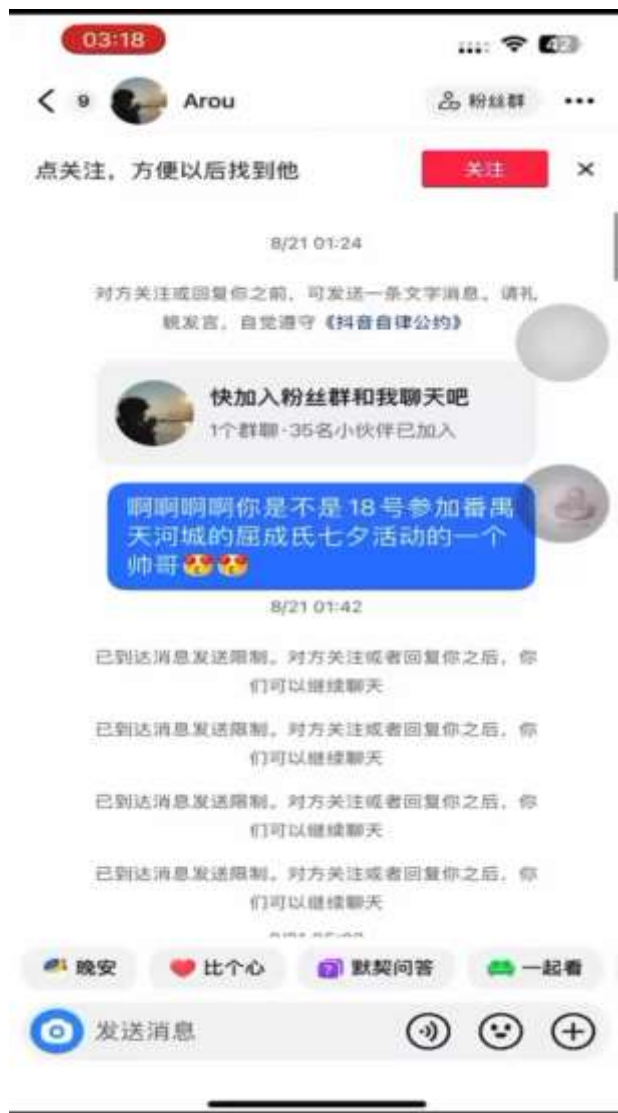 03:18
42
9
Arou
粉丝群
点关注，方便以后找到他
关注
8/21 01:24
对方关注或回复你之前，可发送一条文字消息。请礼
貌发言，自觉遵守《抖音自律公约》
快加入粉丝群和我聊天吧
1个群聊·35名小伙伴已加入
啊啊啊啊你是不是18号参加番禺
天河城的屈成氏七夕活动的一个
帅哥😍😍
8/21 01:42
已到达消息发送限制。对方关注或者回复你之后，你
们可以继续聊天
已到达消息发送限制。对方关注或者回复你之后，你
们可以继续聊天
已到达消息发送限制。对方关注或者回复你之后，你
们可以继续聊天
已到达消息发送限制。对方关注或者回复你之后，你
们可以继续聊天
晚安
比个心
默契问答
一起看
发送消息